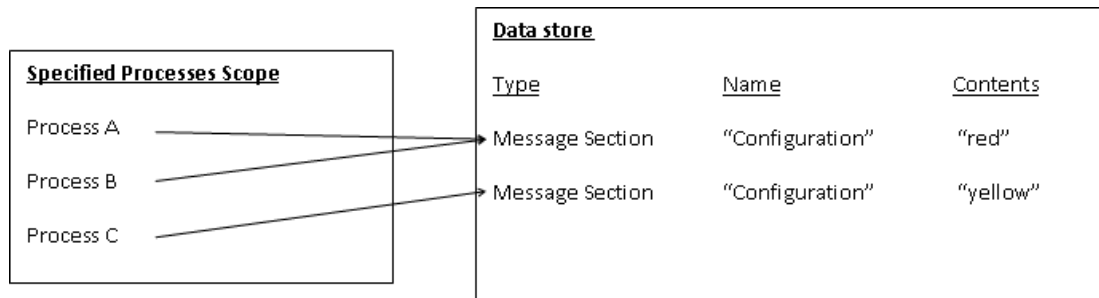 Specified Processes Scope
Process A
Process B
Process C
Data store
Type Name Contents
Message Section “Configuration” “red”
Message Section “Configuration” “yellow”